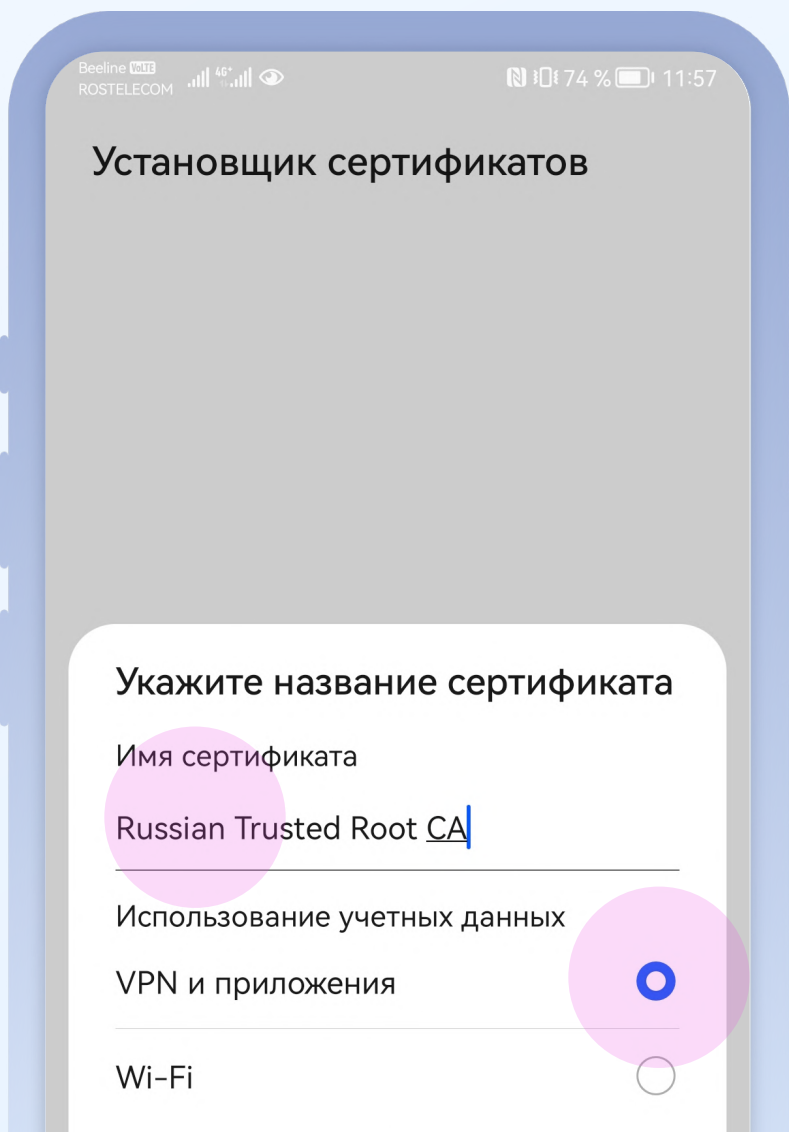 Beeline VoLTE
ROSTELECOM
4G+
74 % 11:57
Установщик сертификатов
Укажите название сертификата
Имя сертификата
Russian Trusted Root CA
Использование учетных данных
VPN и приложения
Wi-Fi